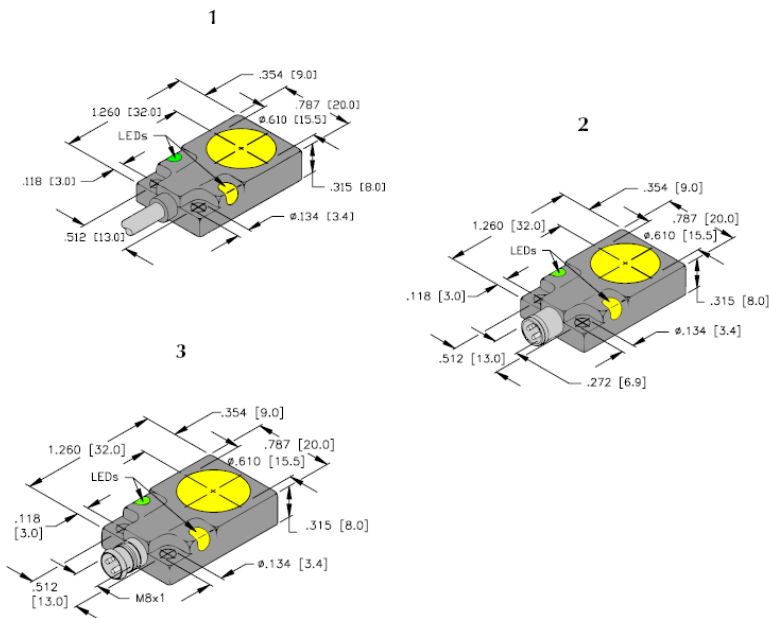 1
.354 [9.0]
1.260 [32.0]
.787 [20.0]
ø.610 [15.5]
LEDs
.118 [3.0]
.315 [8.0]
ø.134 [3.4]
.512 [13.0]
2
.354 [9.0]
1.260 [32.0]
.787 [20.0]
ø.610 [15.5]
LEDs
.118 [3.0]
.315 [8.0]
ø.134 [3.4]
.512 [13.0]
.272 [6.9]
3
.354 [9.0]
1.260 [32.0]
.787 [20.0]
ø.610 [15.5]
LEDs
.118
[3.0]
.315 [8.0]
ø.134 [3.4]
.512
[13.0]
M8x1